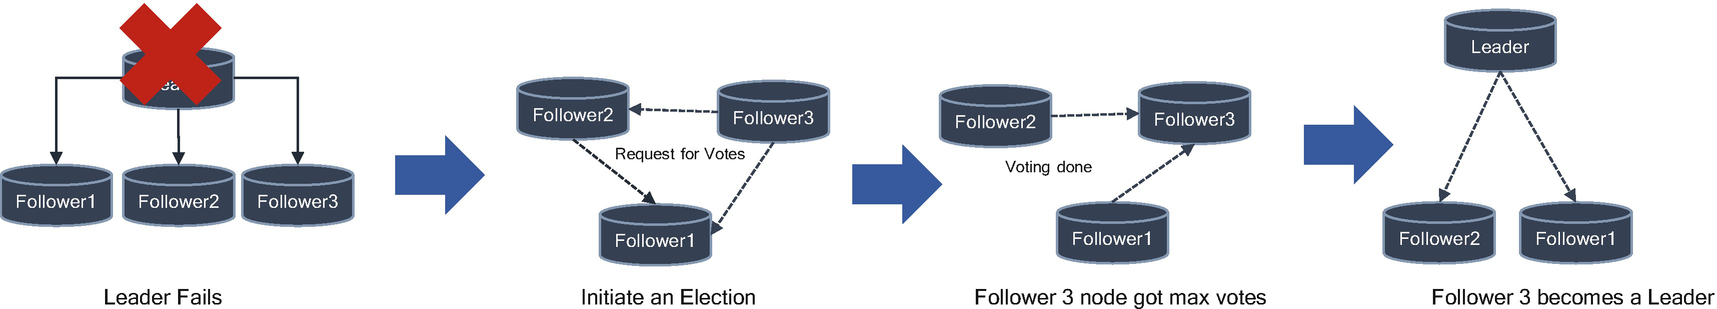 Follower1
Follower2
Follower3
Leader Fails
Follower2
Follower3
Request for Votes
Follower1
Initiate an Election
Follower2
Follower3
Voting done
Follower1
Follower 3 node got max votes
Leader
Follower2
Follower1
Follower 3 becomes a Leader